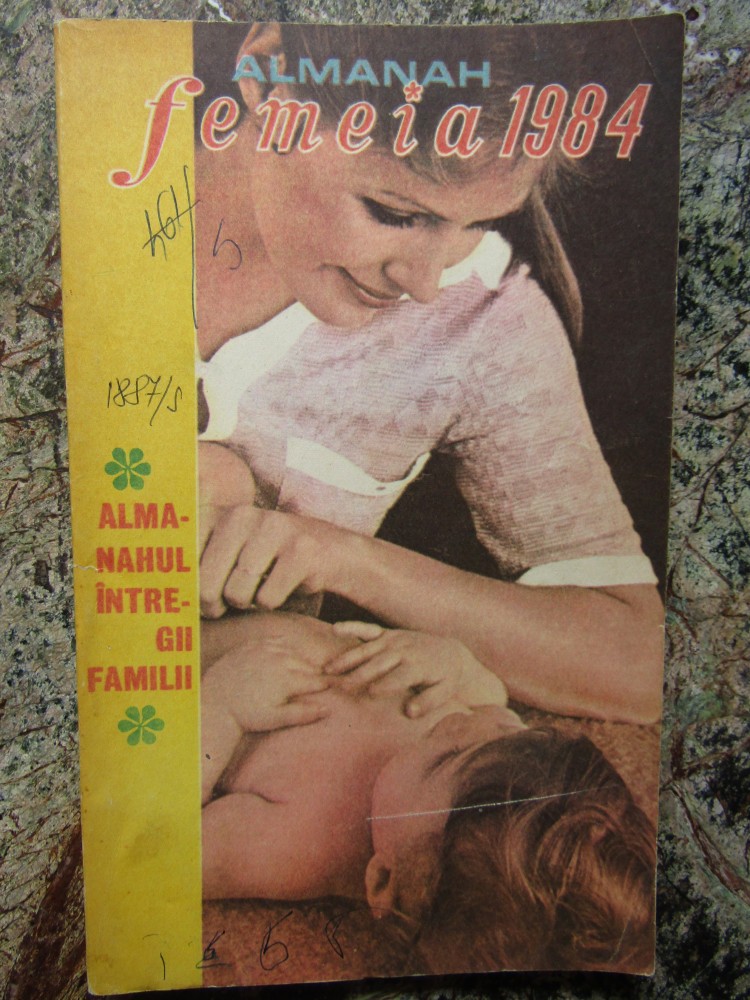 ALMANAH
femeia 1984
1887/s
ALMA-
NAHUL
ÎNTRE-
GII
FAMILII